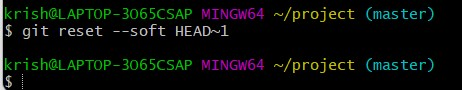 krish@LAPTOP-3O65CSAP MINGW64 ~/project (master)
$ git reset --soft HEAD~1
krish@LAPTOP-3O65CSAP MINGW64 ~/project (master)
$